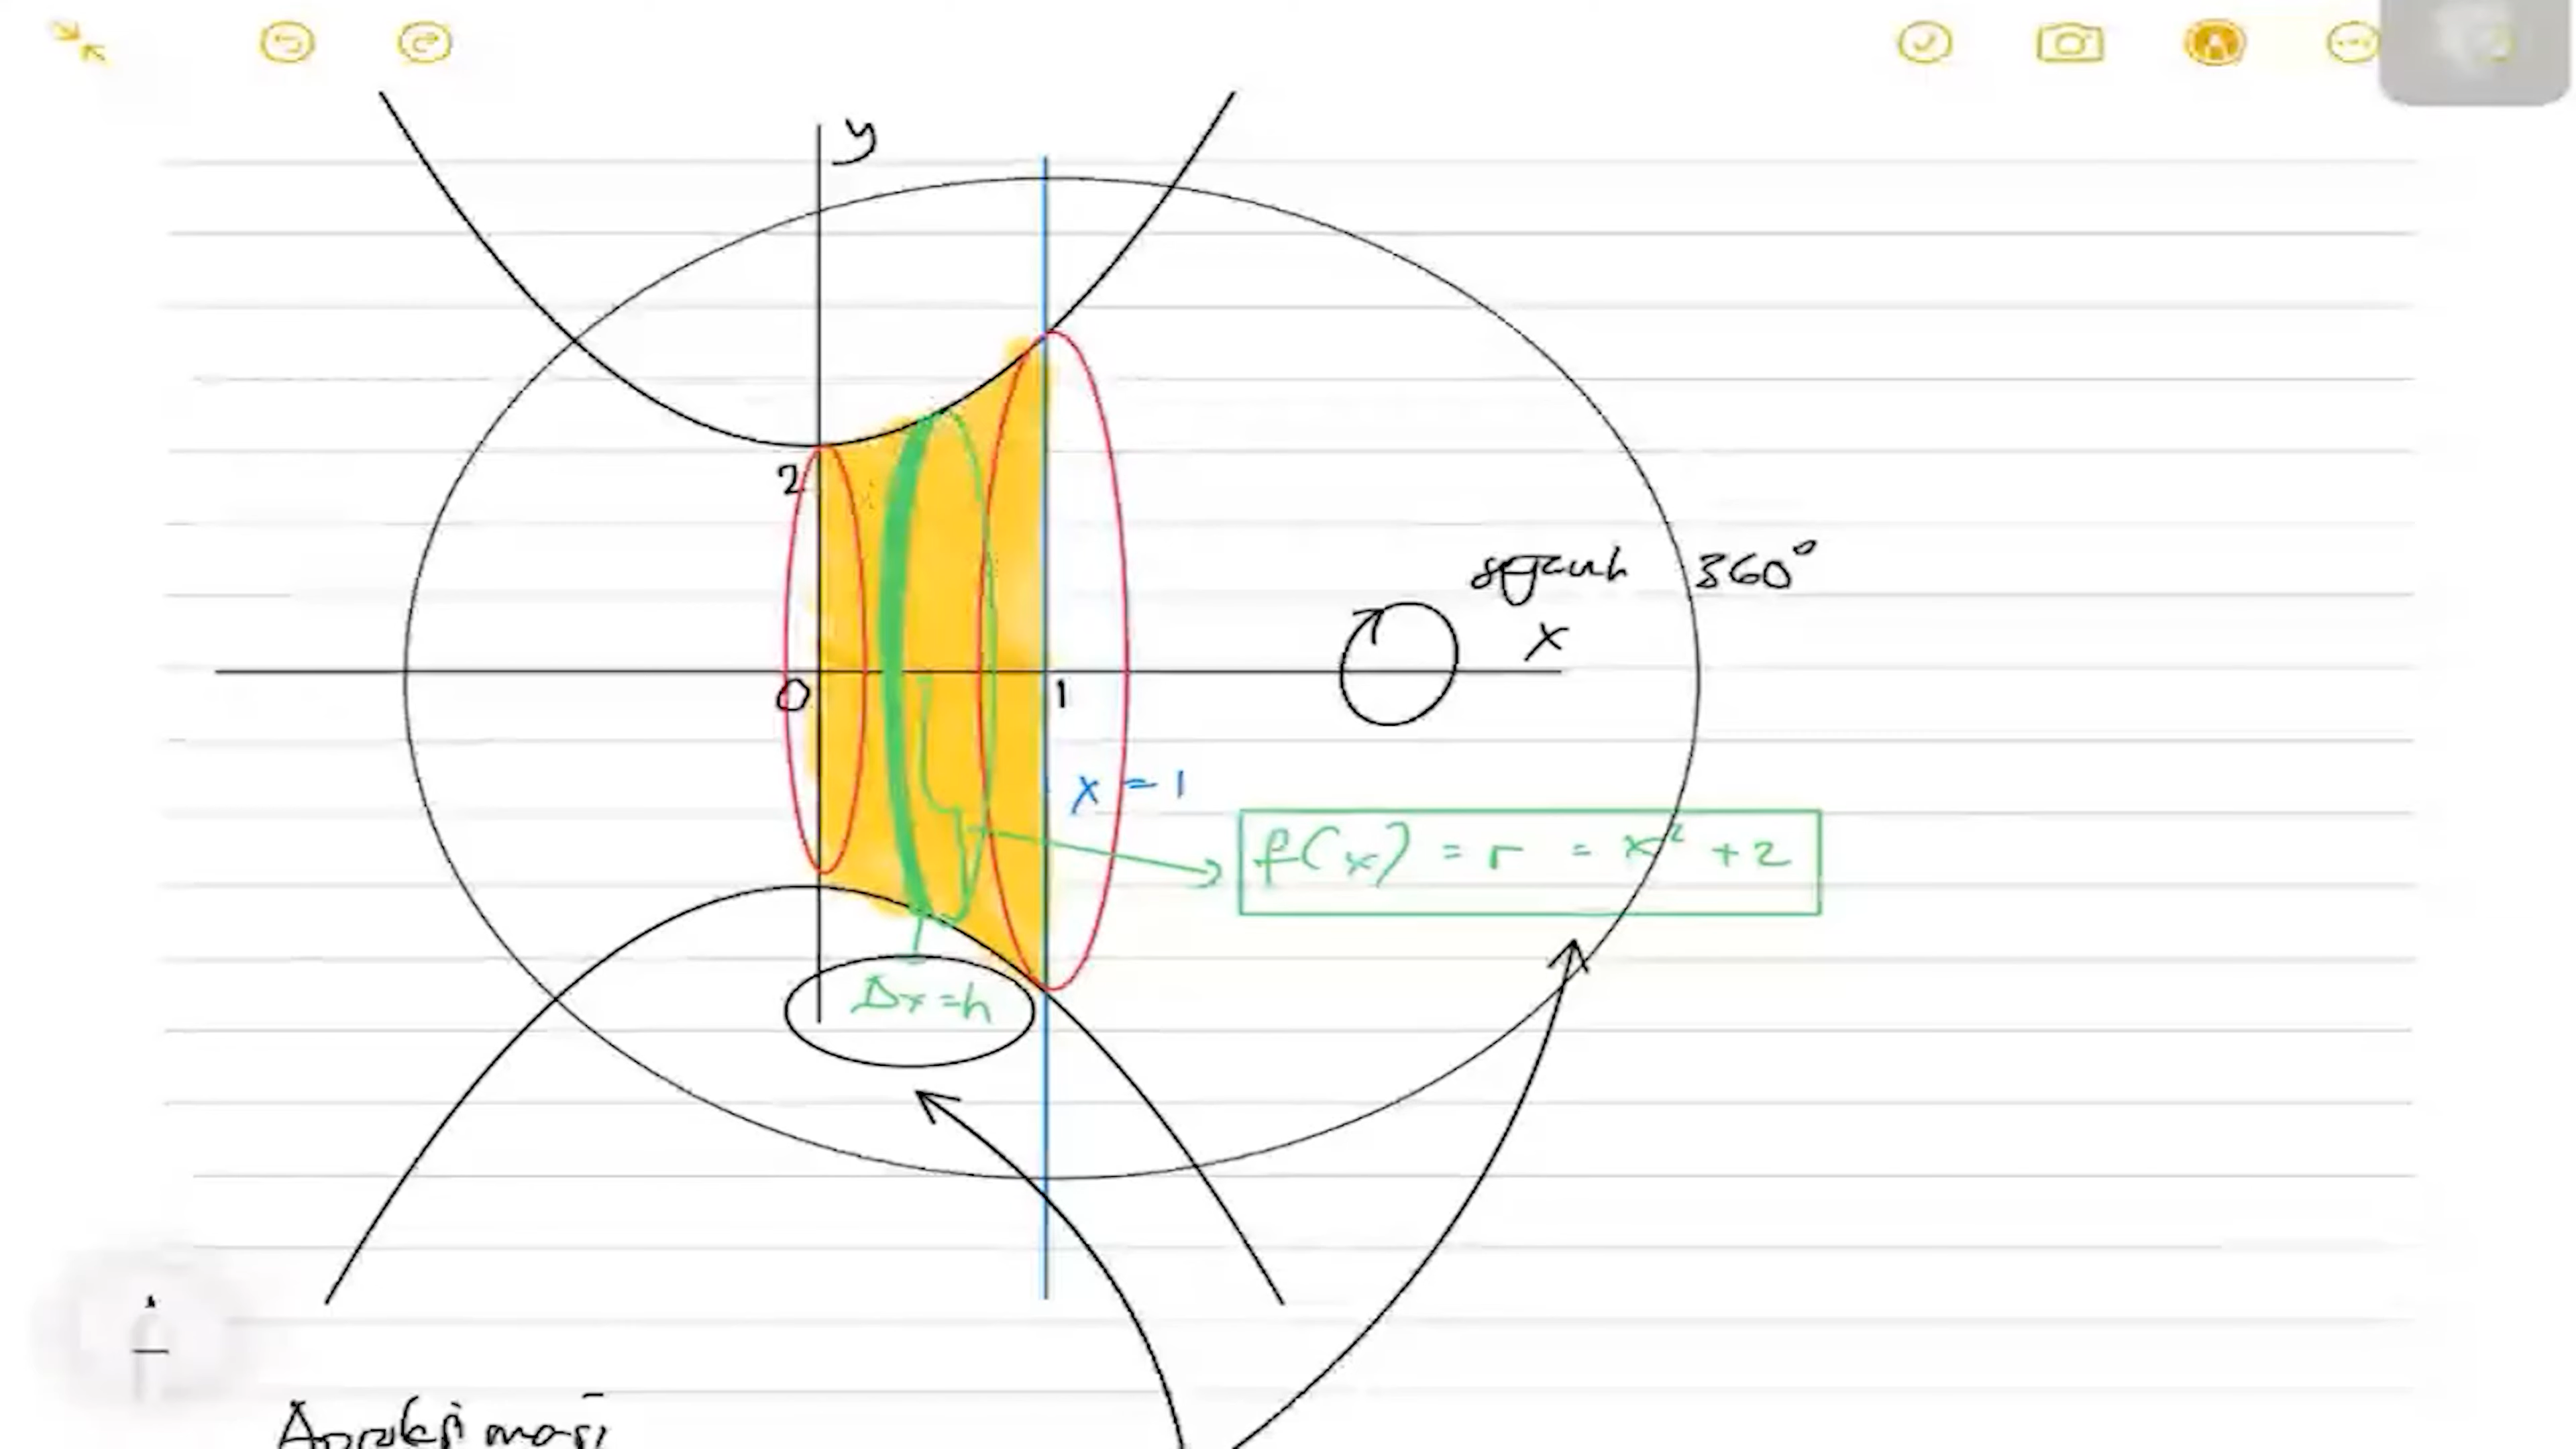 y
2
sejauh 360°
x
0
1
x = 1
f(x) = r = x² + 2
Δx = h
Aproksimasi